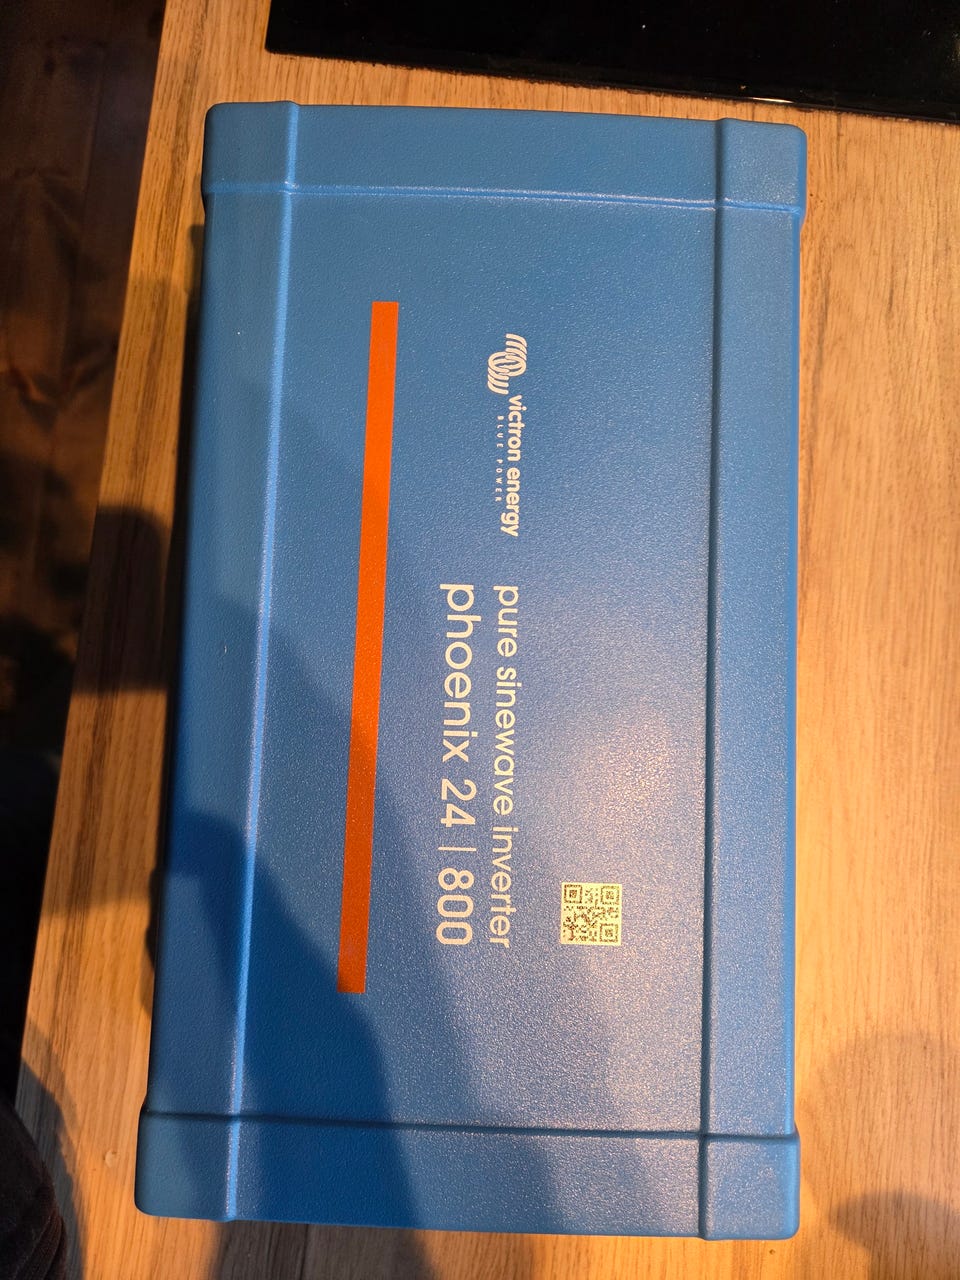 victron energy
BLUE POWER
pure sinewave inverter
phoenix 24 | 800